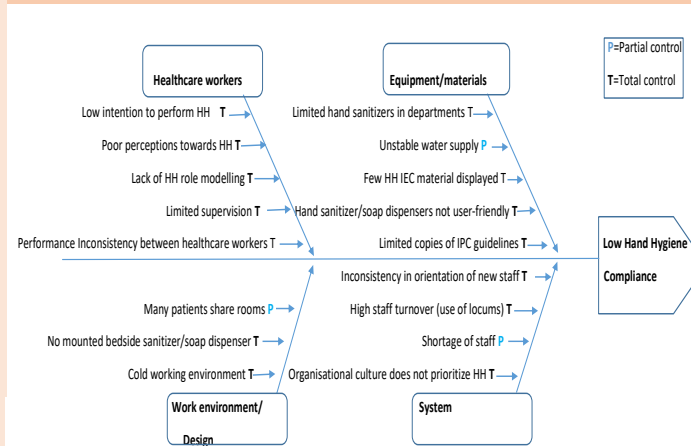 P=Partial control
T=Total control
Healthcare workers
Low intention to perform HH T
Poor perceptions towards HH T
Lack of HH role modelling T
Limited supervision T
Performance Inconsistency between healthcare workers T
Equipment/materials
Limited hand sanitizers in departments T
Unstable water supply P
Few HH IEC material displayed T
Hand sanitizer/soap dispensers not user-friendly T
Limited copies of IPC guidelines T
Low Hand Hygiene
Compliance
Many patients share rooms P
No mounted bedside sanitizer/soap dispenser T
Cold working environment T
Work environment/
Design
Inconsistency in orientation of new staff T
High staff turnover (use of locums) T
Shortage of staff P
Organisational culture does not prioritize HH T
System